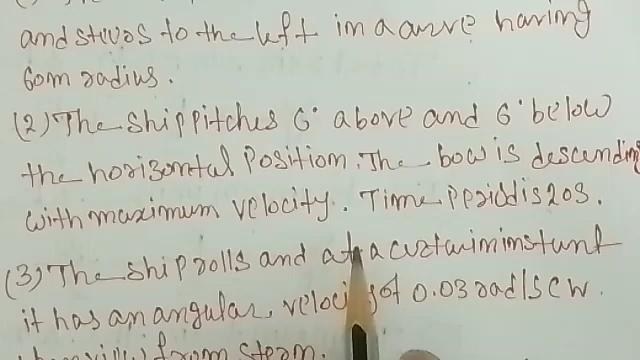 and steers to the left in a curve having
60m radius.
(2) The ship pitches 6° above and 6° below
the horizontal position. The bow is descending
with maximum velocity. Time period is 20s.
(3) The ship rolls and at a certain instant
it has an angular velocity of 0.03 rad/s cw.
from stern.